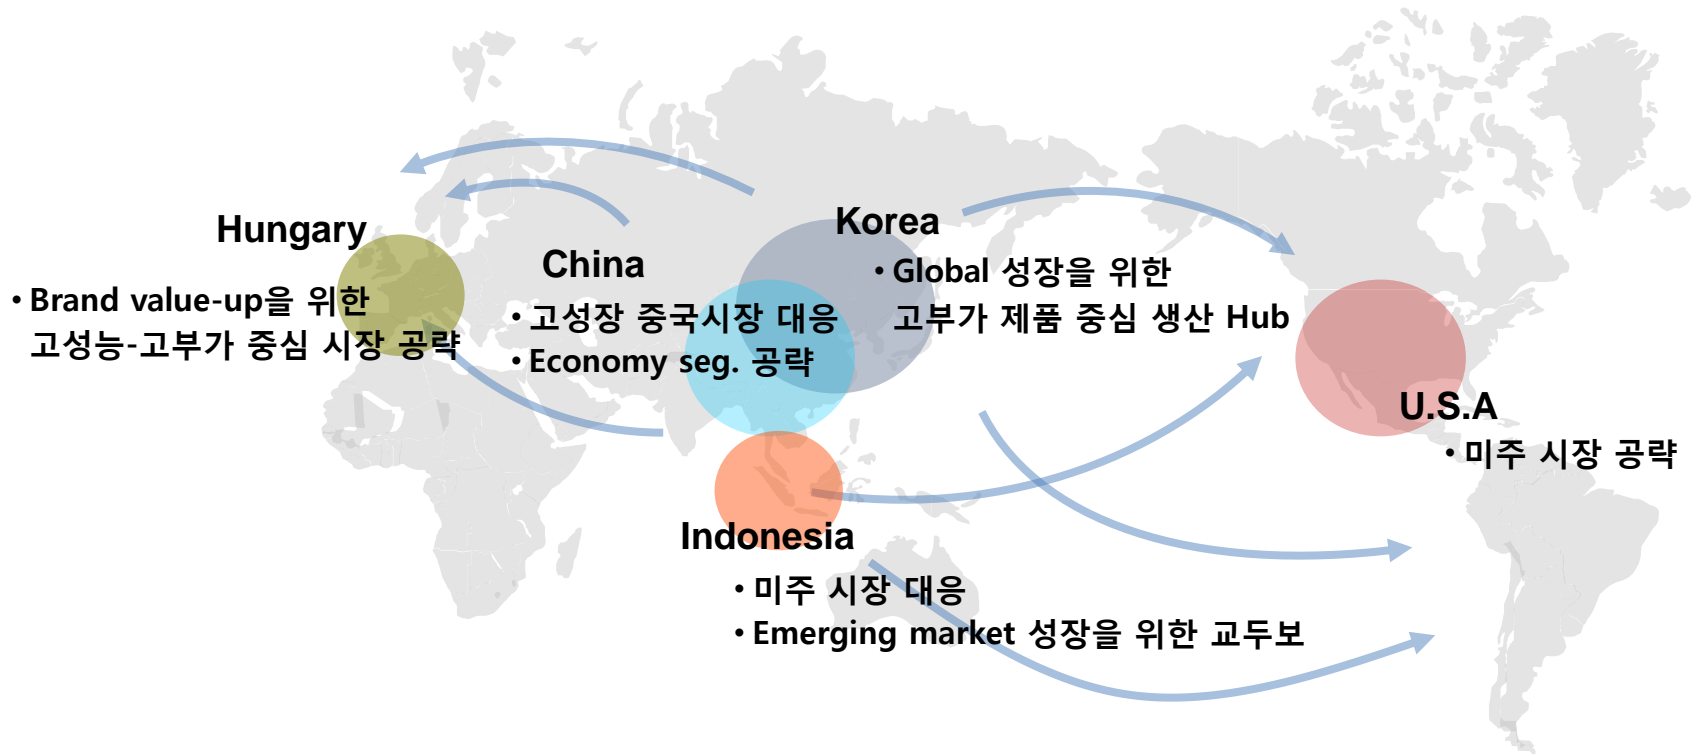 Hungary
• Brand value-up을 위한
고성능-고부가 중심 시장 공략
China
• 고성장 중국시장 대응
• Economy seg. 공략
Korea
• Global 성장을 위한
고부가 제품 중심 생산 Hub
U.S.A
• 미주 시장 공략
Indonesia
• 미주 시장 대응
• Emerging market 성장을 위한 교두보